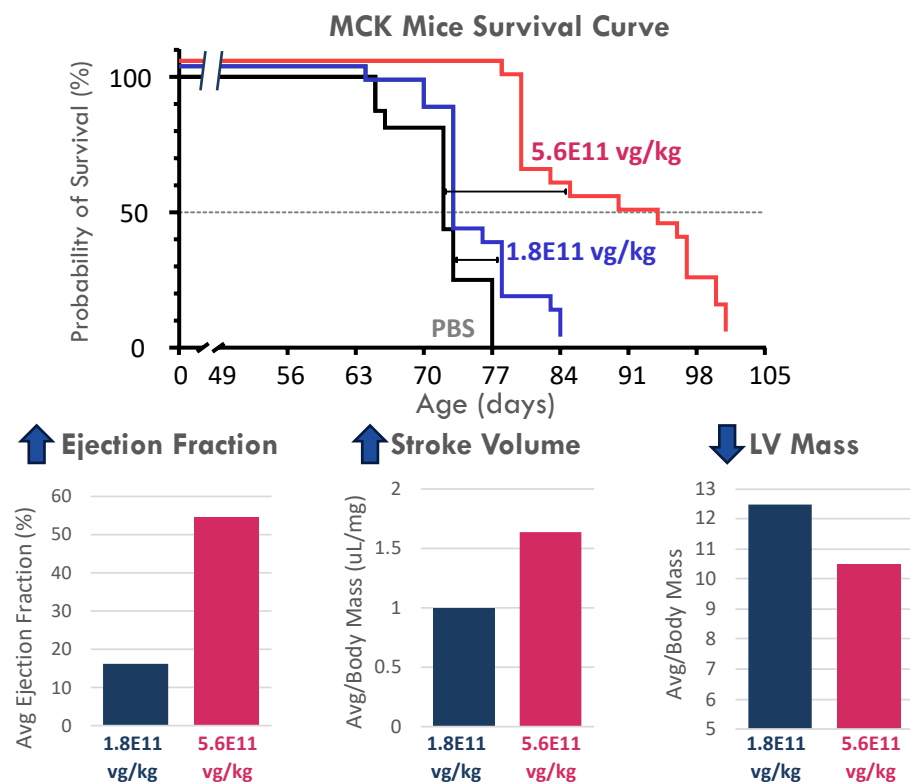 MCK Mice Survival Curve
Probability of Survival (%)
100
50
0
5.6E11 vg/kg
1.8E11 vg/kg
PBS
0 49 56 63 70 77 84 91 98 105
Age (days)
Ejection Fraction
Avg Ejection Fraction (%)
60
50
40
30
20
10
0
1.8E11
vg/kg
5.6E11
vg/kg
Stroke Volume
Avg/Body Mass (uL/mg)
2
1.5
1
0.5
0
1.8E11
vg/kg
5.6E11
vg/kg
LV Mass
Avg/Body Mass
13
12
11
10
9
8
7
6
5
1.8E11
vg/kg
5.6E11
vg/kg